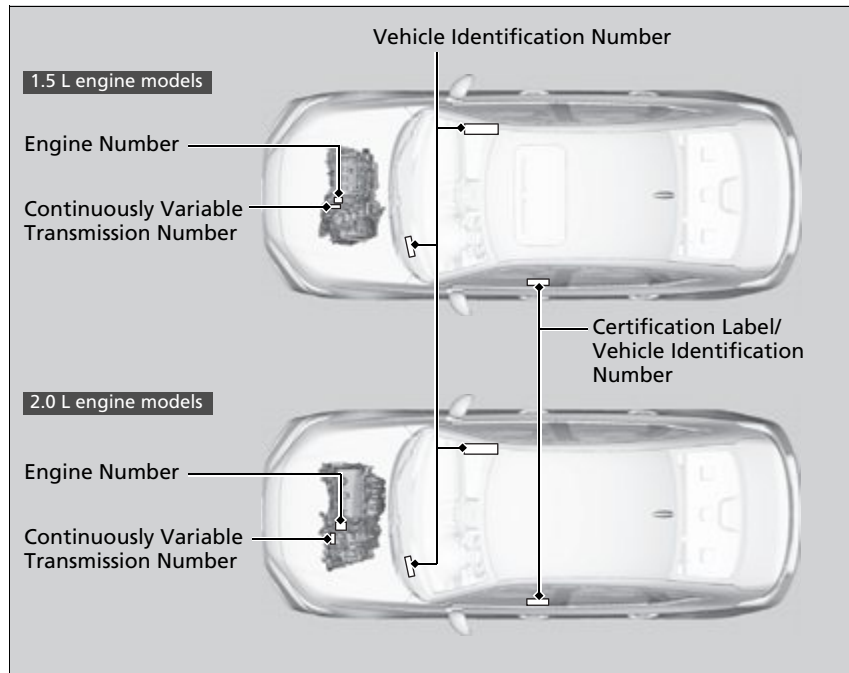 Vehicle Identification Number
1.5 L engine models
Engine Number
Continuously Variable
Transmission Number
Certification Label/
Vehicle Identification
Number
2.0 L engine models
Engine Number
Continuously Variable
Transmission Number